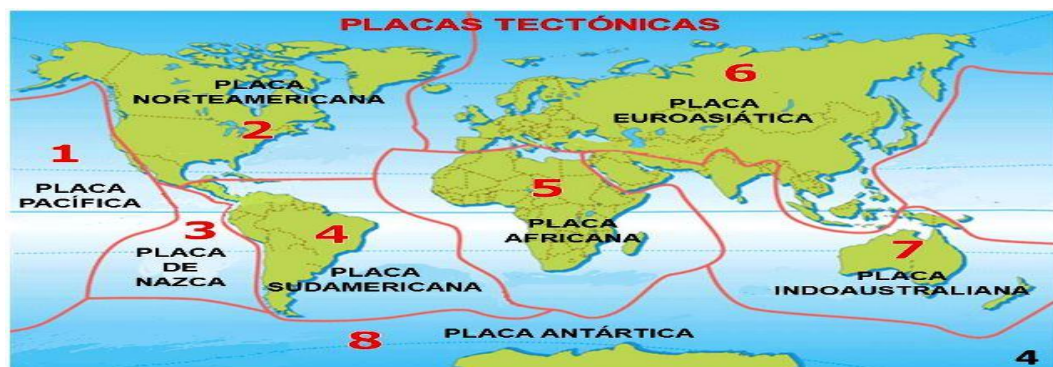 PLACAS TECTÓNICAS
6
PLACA
NORTEAMERICANA
PLACA
EUROASIÁTICA
2
1
5
PLACA
PACÍFICA
PLACA
AFRICANA
3
4
7
PLACA
DE
NAZCA
PLACA
SUDAMERICANA
PLACA
INDOAUSTRALIANA
8
PLACA ANTÁRTICA
4